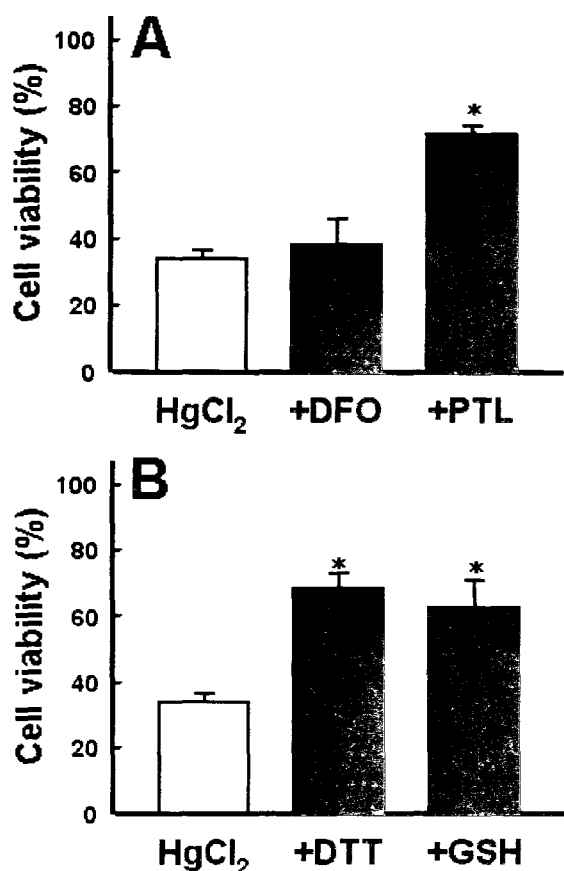 A
Cell viability (%)
100
80
60
40
20
0
*
HgCl₂ +DFO +PTL
B
Cell viability (%)
100
80
60
40
20
0
* *
HgCl₂ +DTT +GSH